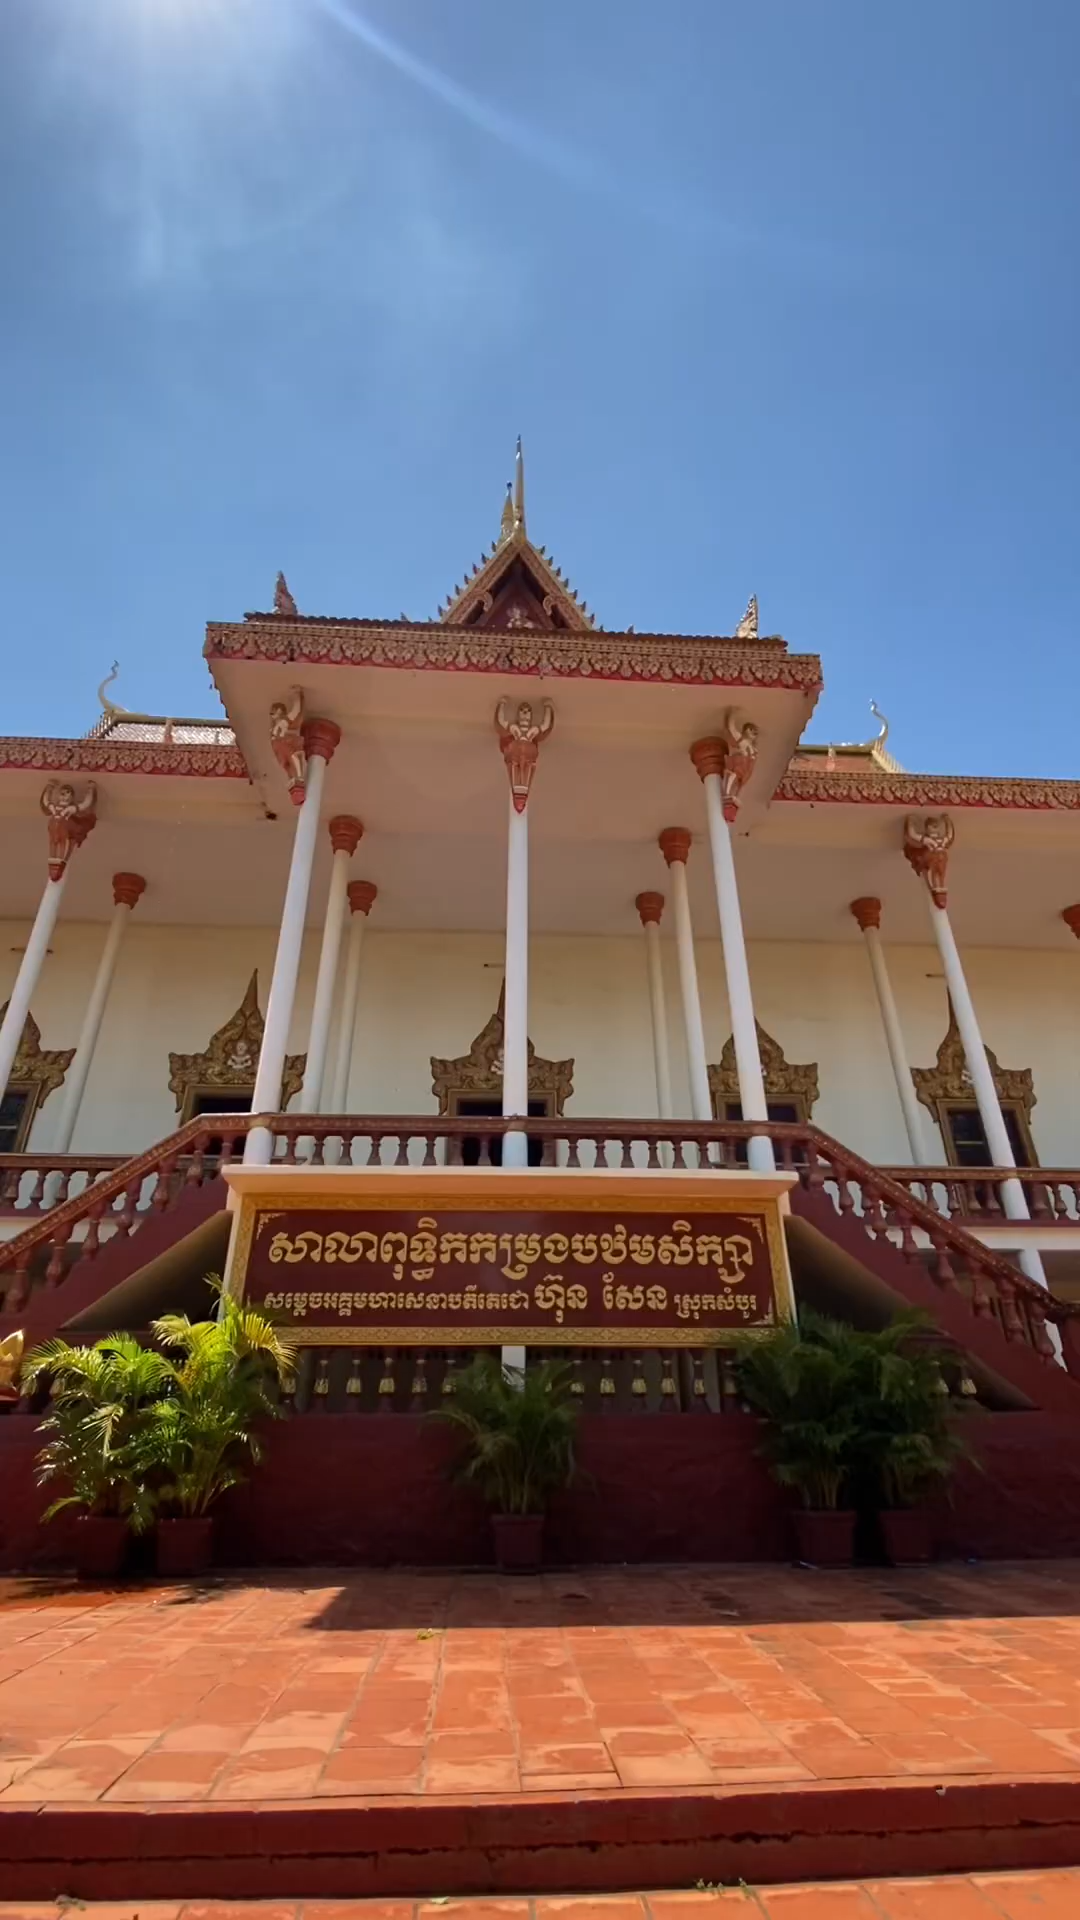 សាលាពុទ្ធិកកម្រងបឋមសិក្សា
សម្តេចអគ្គមហាសេនាបតីតេជោ ហ៊ុន សែន ស្រុកសំបូរ